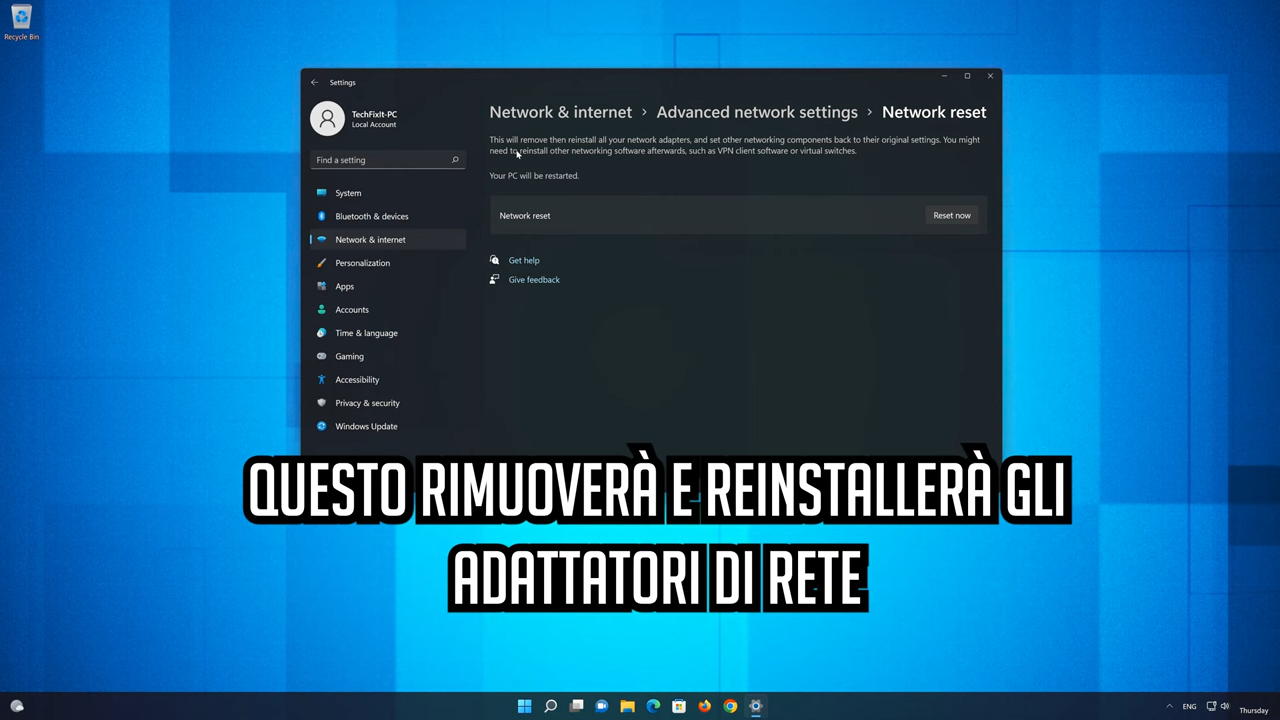 Recycle Bin
Settings
TechFixIt-PC
Local Account
Find a setting
System
Bluetooth & devices
Network & internet
Personalization
Apps
Accounts
Time & language
Gaming
Accessibility
Privacy & security
Windows Update
Network & internet > Advanced network settings > Network reset
This will remove then reinstall all your network adapters, and set other networking components back to their original settings. You might
need to reinstall other networking software afterwards, such as VPN client software or virtual switches.
Your PC will be restarted.
Network reset
Reset now
Get help
Give feedback
QUESTO RIMUOVERÀ E REINSTALLERÀ GLI
ADATTATORI DI RETE
ENG
Thursday